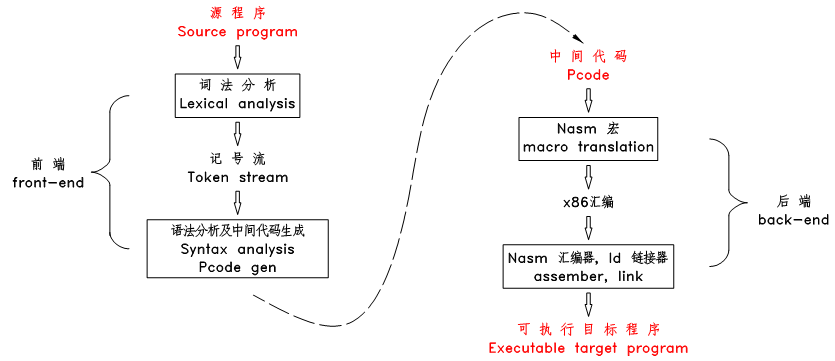 源 程 序
Source program
词 法 分 析
Lexical analysis
记 号 流
Token stream
语法分析及中间代码生成
Syntax analysis
Pcode gen
前 端
front-end
中 间 代 码
Pcode
Nasm 宏
macro translation
x86汇编
Nasm 汇编器, ld 链接器
assember, link
可 执 行 目 标 程 序
Executable target program
后 端
back-end